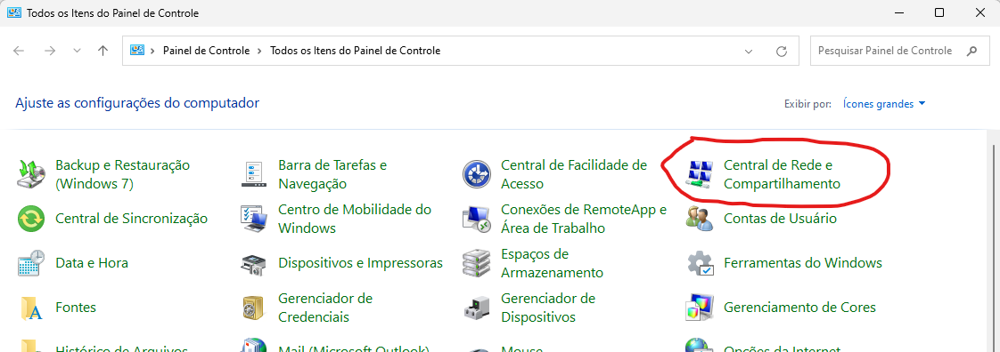 Todos os Itens do Painel de Controle
Painel de Controle > Todos os Itens do Painel de Controle
Pesquisar Painel de Controle
Ajuste as configurações do computador
Exibir por: Ícones grandes
Backup e Restauração
(Windows 7)
Barra de Tarefas e
Navegação
Central de Facilidade de
Acesso
Central de Rede e
Compartilhamento
Central de Sincronização
Centro de Mobilidade do
Windows
Conexões de RemoteApp e
Área de Trabalho
Contas de Usuário
Data e Hora
Dispositivos e Impressoras
Espaços de
Armazenamento
Ferramentas do Windows
Fontes
Gerenciador de
Credenciais
Gerenciador de
Dispositivos
Gerenciamento de Cores
Histórico de Arquivos
Mail (Microsoft Outlook)
Mouse
Opções da Internet